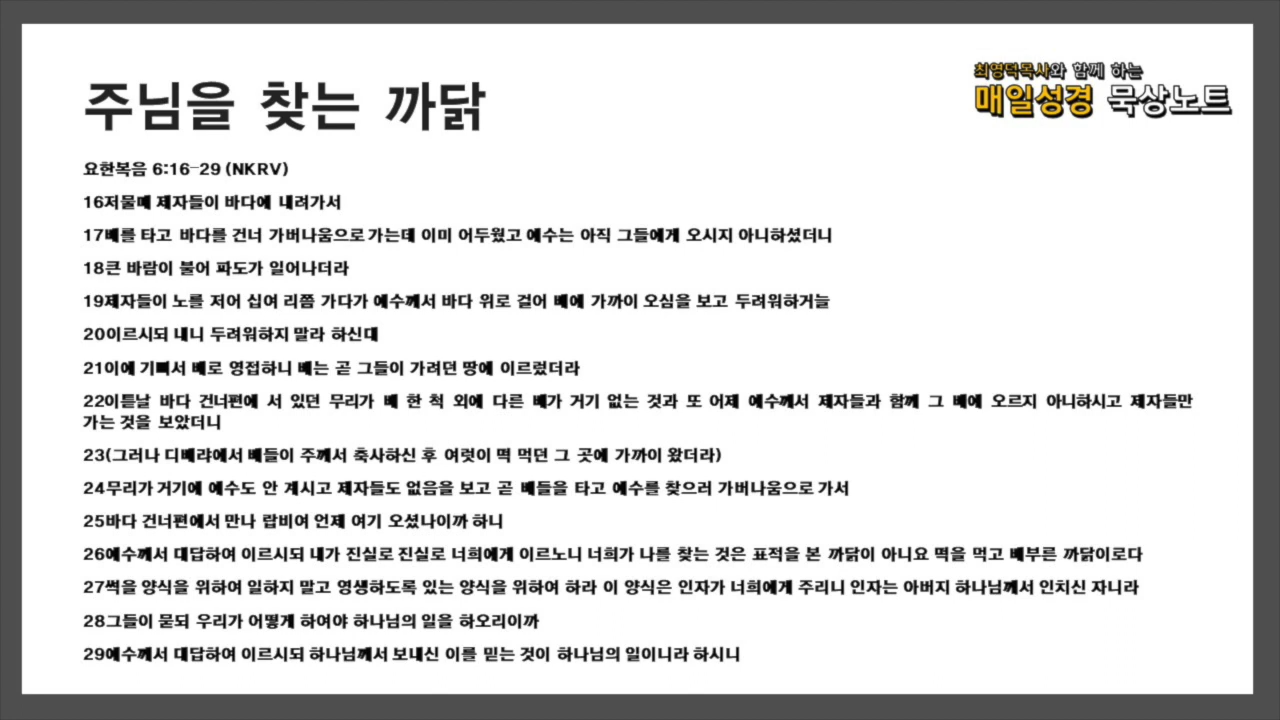 주님을 찾는 까닭
최영덕목사와 함께 하는
매일성경 묵상노트
요한복음 6:16-29 (NKRV)
16저물매 제자들이 바다에 내려가서
17배를 타고 바다를 건너 가버나움으로 가는데 이미 어두웠고 예수는 아직 그들에게 오시지 아니하셨더니
18큰 바람이 불어 파도가 일어나더라
19제자들이 노를 저어 십여 리쯤 가다가 예수께서 바다 위로 걸어 배에 가까이 오심을 보고 두려워하거늘
20이르시되 내니 두려워하지 말라 하신대
21이에 기뻐서 배로 영접하니 배는 곧 그들이 가려던 땅에 이르렀더라
22이튿날 바다 건너편에 서 있던 무리가 배 한 척 외에 다른 배가 거기 없는 것과 또 어제 예수께서 제자들과 함께 그 배에 오르지 아니하시고 제자들만
가는 것을 보았더니
23(그러나 디베랴에서 배들이 주께서 축사하신 후 여럿이 떡 먹던 그 곳에 가까이 왔더라)
24무리가 거기에 예수도 안 계시고 제자들도 없음을 보고 곧 배들을 타고 예수를 찾으러 가버나움으로 가서
25바다 건너편에서 만나 랍비여 언제 여기 오셨나이까 하니
26예수께서 대답하여 이르시되 내가 진실로 진실로 너희에게 이르노니 너희가 나를 찾는 것은 표적을 본 까닭이 아니요 떡을 먹고 배부른 까닭이로다
27썩을 양식을 위하여 일하지 말고 영생하도록 있는 양식을 위하여 하라 이 양식은 인자가 너희에게 주리니 인자는 아버지 하나님께서 인치신 자니라
28그들이 묻되 우리가 어떻게 하여야 하나님의 일을 하오리이까
29예수께서 대답하여 이르시되 하나님께서 보내신 이를 믿는 것이 하나님의 일이니라 하시니